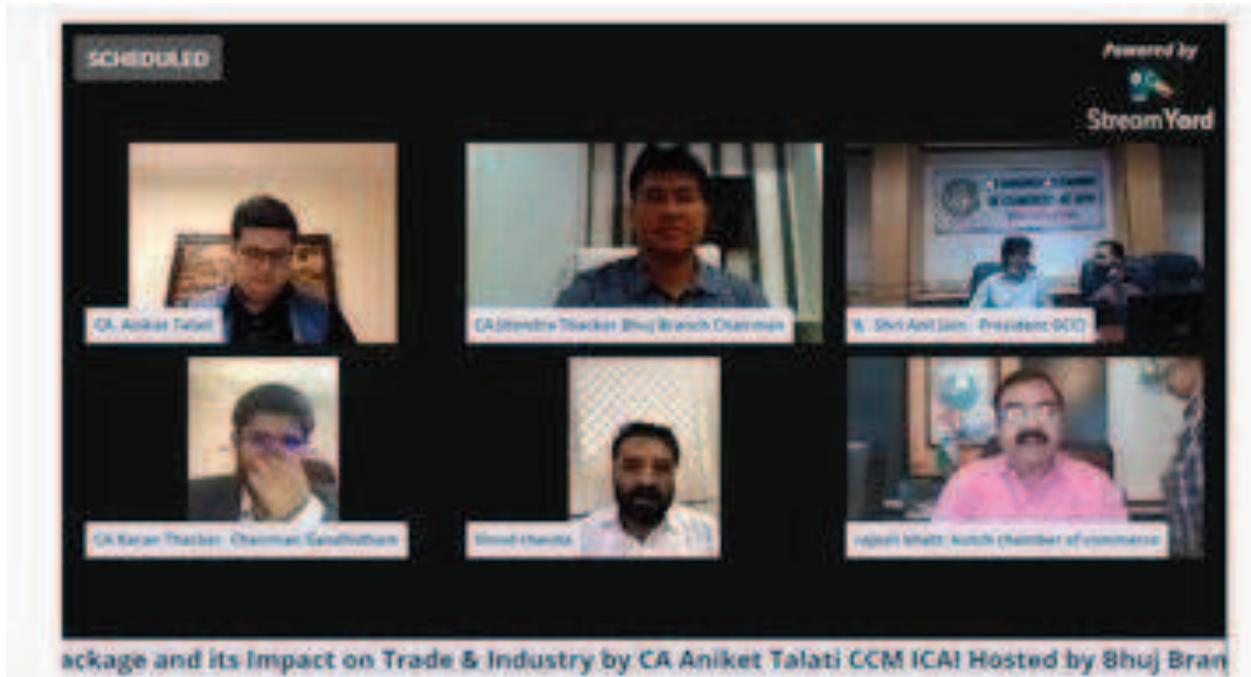 SCHEDULED
Powered by
StreamYard
CA. Aniket Talati
CA Jitendra Thacker Bhuj Branch Chairman
Shri Anil Jain - President GCCI
CA Karan Thacker- Chairman Gandhidham
rajesh bhatt: kutch chamber of commerce
ackage and its Impact on Trade & Industry by CA Aniket Talati CCM ICAI Hosted by Bhuj Bran